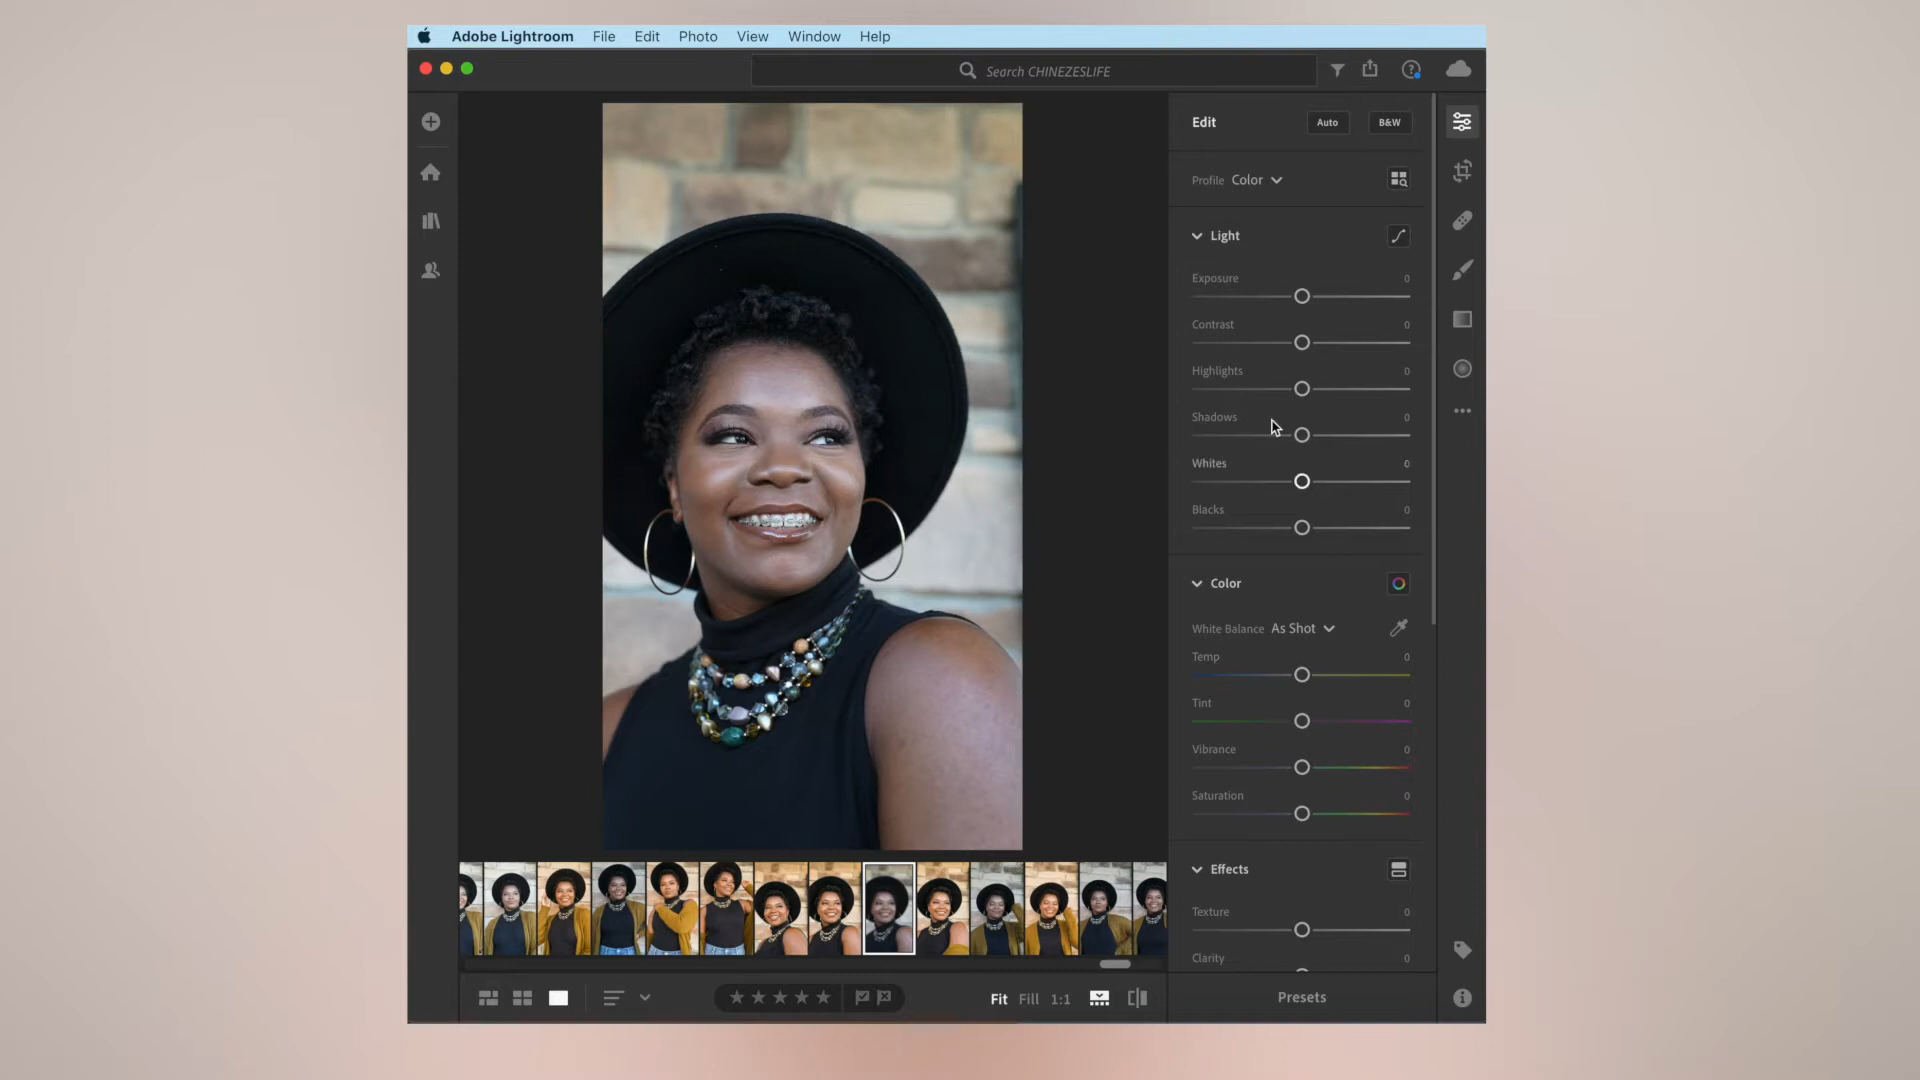 Adobe Lightroom File Edit Photo View Window Help
Search CHINEZESLIFE
Edit Auto B&W
Profile Color
Light
Exposure 0
Contrast 0
Highlights 0
Shadows 0
Whites 0
Blacks 0
Color
White Balance As Shot
Temp 0
Tint 0
Vibrance 0
Saturation 0
Effects
Texture 0
Clarity 0
Fit Fill 1:1
Presets